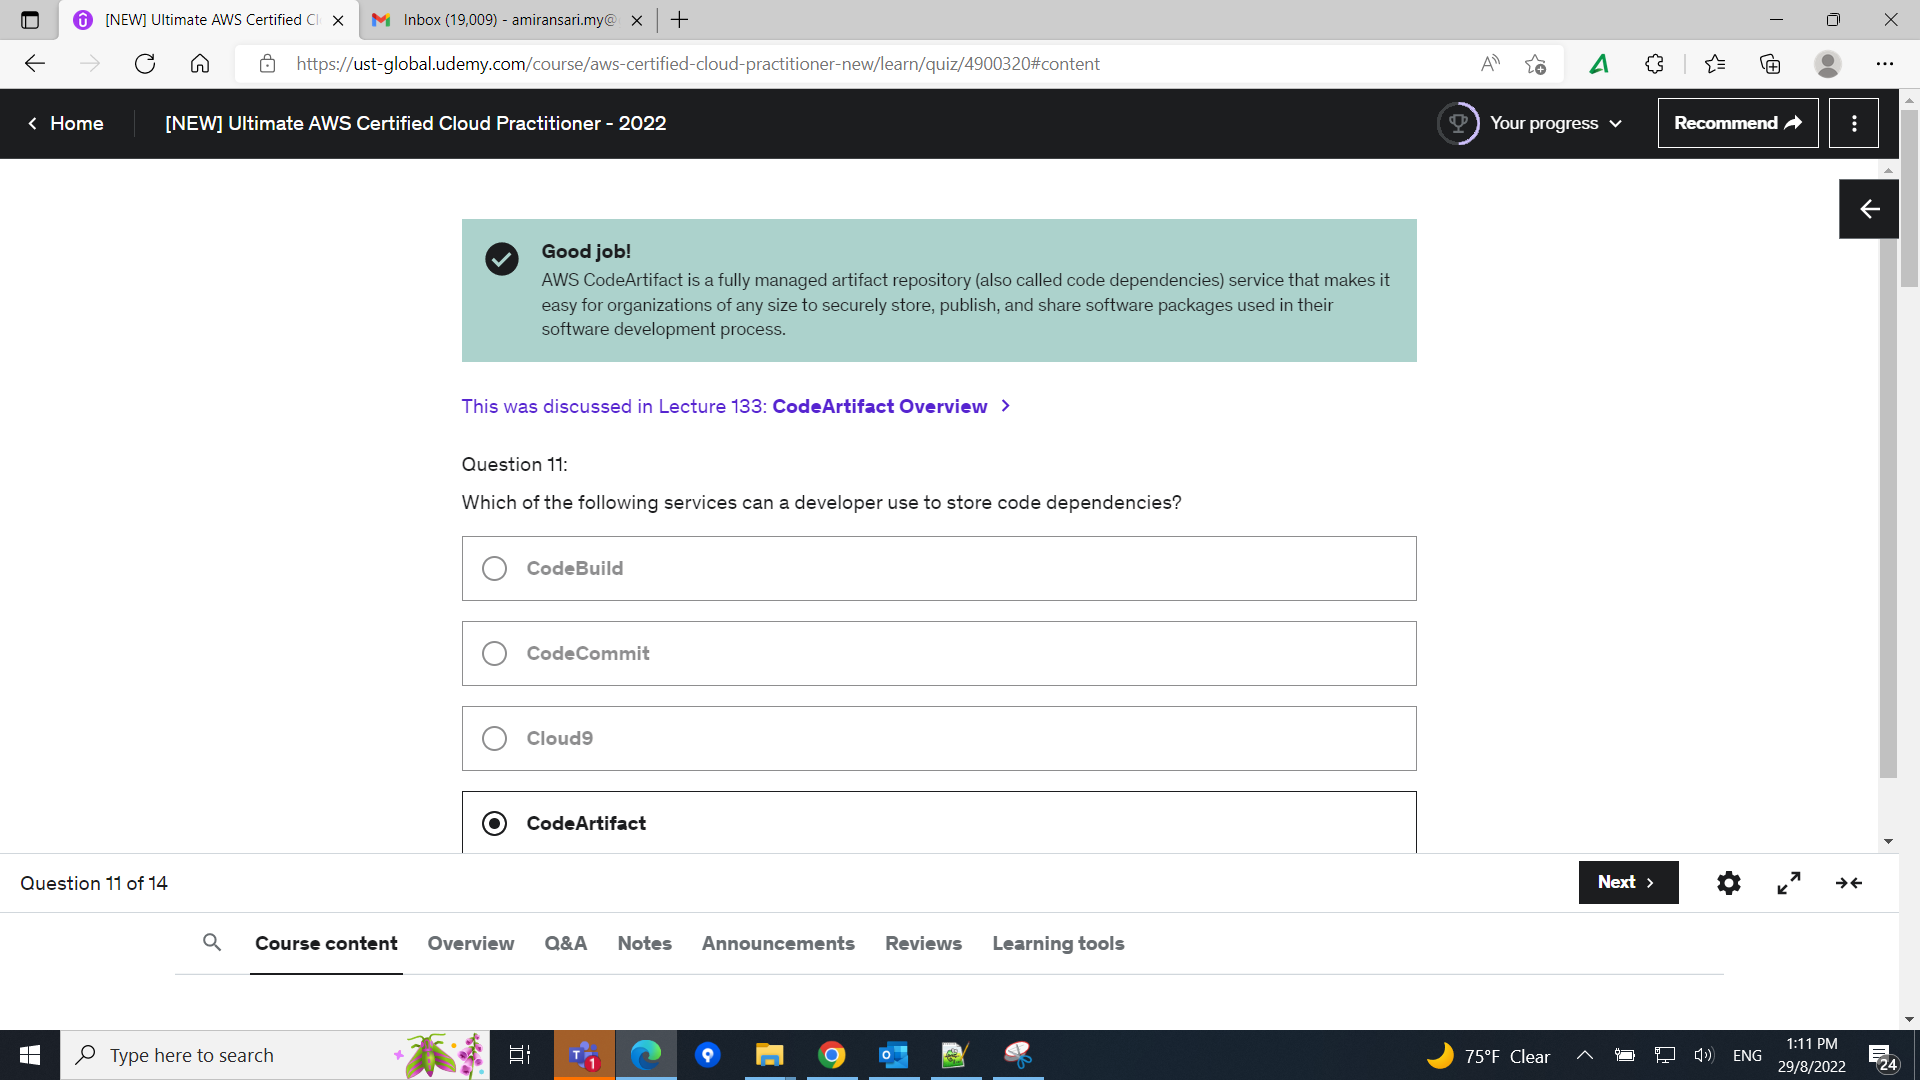 [NEW] Ultimate AWS Certified Cl
Inbox (19,009) - amiransari.my@
https://ust-global.udemy.com/course/aws-certified-cloud-practitioner-new/learn/quiz/4900320#content
Home
[NEW] Ultimate AWS Certified Cloud Practitioner - 2022
Your progress
Recommend
Good job!
AWS CodeArtifact is a fully managed artifact repository (also called code dependencies) service that makes it
easy for organizations of any size to securely store, publish, and share software packages used in their
software development process.
This was discussed in Lecture 133: CodeArtifact Overview
Question 11:
Which of the following services can a developer use to store code dependencies?
CodeBuild
CodeCommit
Cloud9
CodeArtifact
Question 11 of 14
Next
Course content Overview Q&A Notes Announcements Reviews Learning tools
Type here to search
1
75°F Clear
ENG
1:11 PM
29/8/2022
24